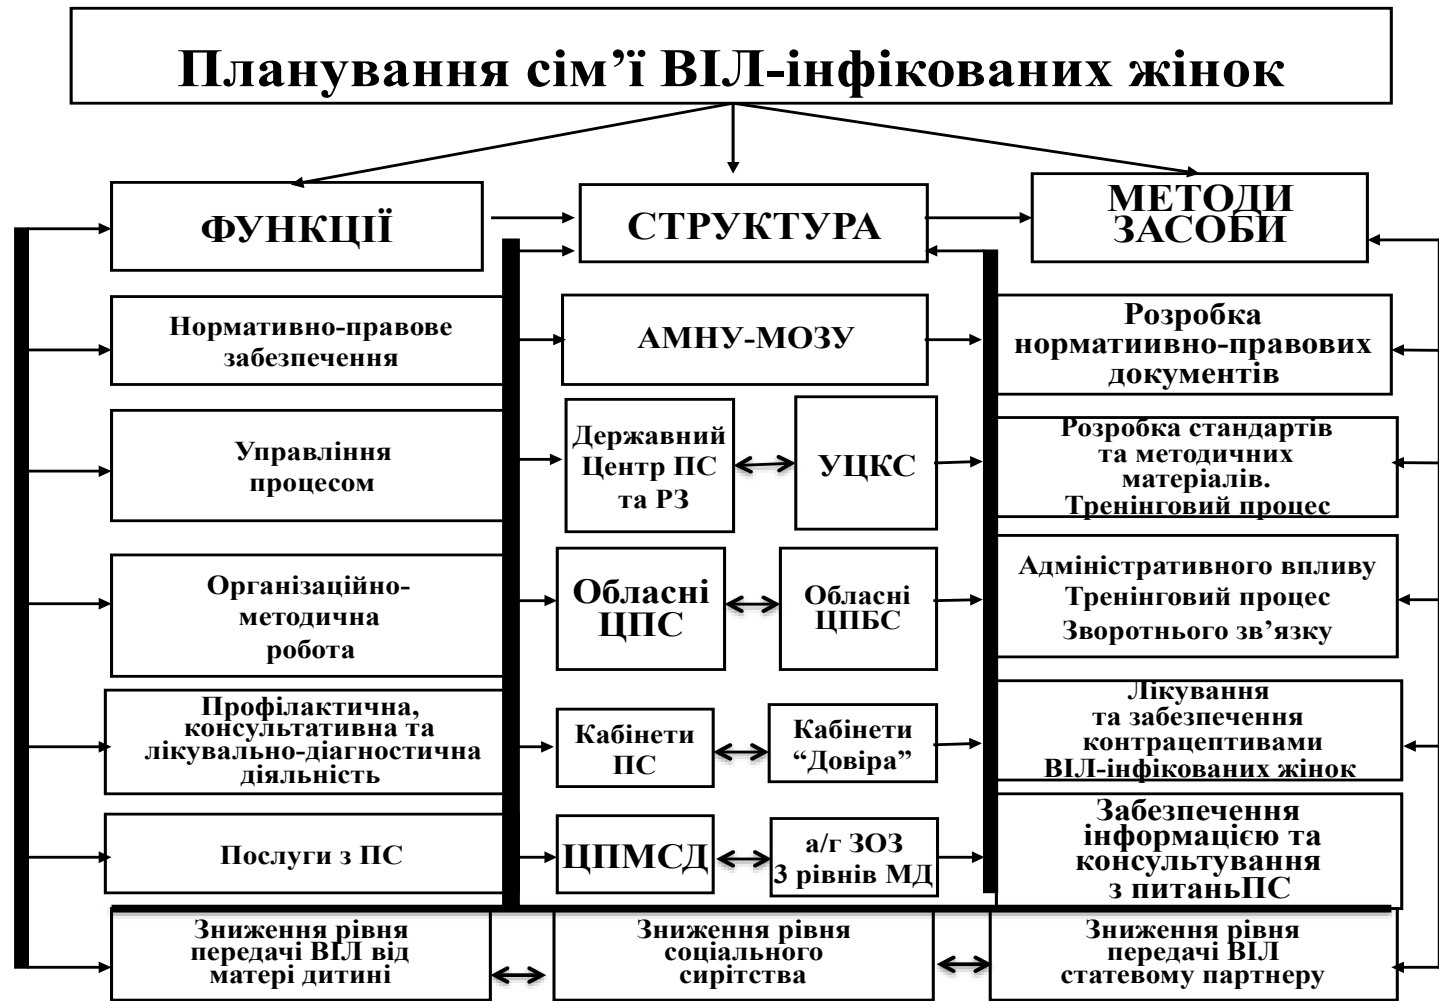 Планування сім’ї ВІЛ-інфікованих жінок
ФУНКЦІЇ
СТРУКТУРА
МЕТОДИ
ЗАСОБИ
Нормативно-правове
забезпечення
АМНУ-МОЗУ
Розробка
норматиивно-правових
документів
Управління
процесом
Державний
Центр ПС
та РЗ
УЦКС
Розробка стандартів
та методичних
матеріалів.
Тренінговий процес
Організаційно-
методична
робота
Обласні
ЦПС
Обласні
ЦПБС
Адміністративного впливу
Тренінговий процес
Зворотнього зв’язку
Профілактична,
консультативна та
лікувально-діагностична
діяльність
Кабінети
ПС
Кабінети
“Довіра”
Лікування
та забезпечення
контрацептивами
ВІЛ-інфікованих жінок
Послуги з ПС
ЦПМСД
а/г ЗОЗ
3 рівнів МД
Забезпечення
інформацією та
консультування
з питаньПС
Зниження рівня
передачі ВІЛ від
матері дитині
Зниження рівня
соціального
сирітства
Зниження рівня
передачі ВІЛ
статевому партнеру